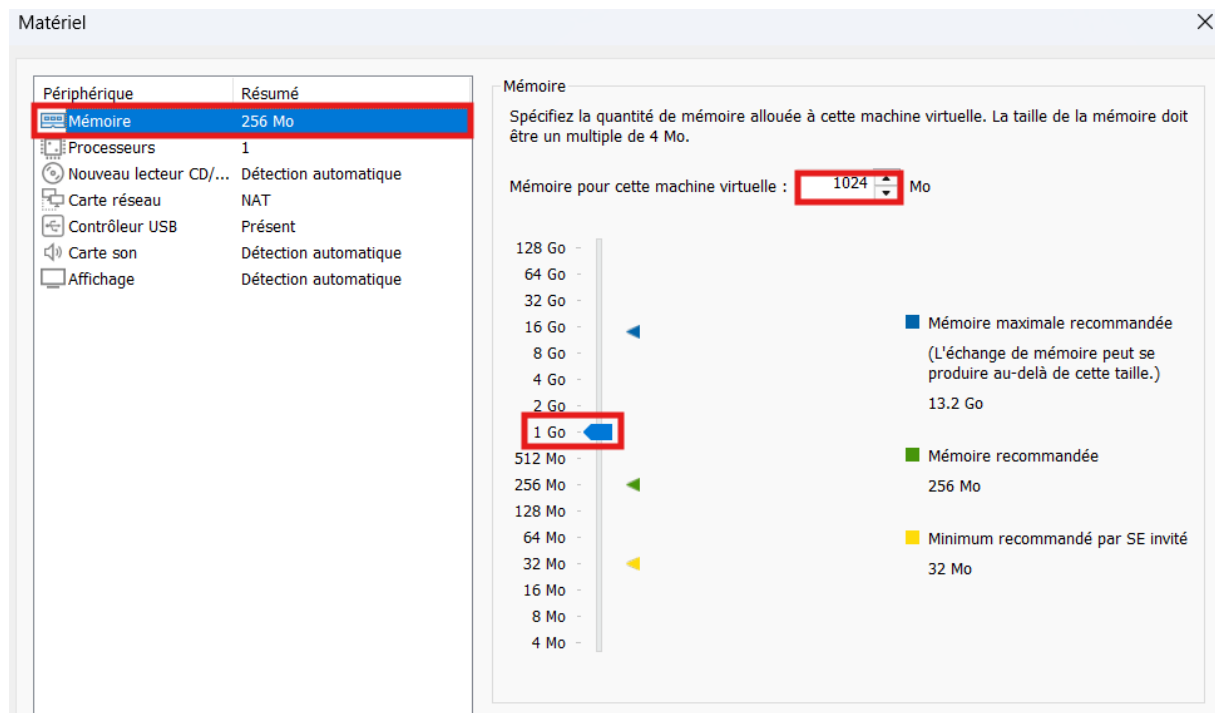 Matériel
Périphérique Résumé
Mémoire 256 Mo
Processeurs 1
Nouveau lecteur CD/... Détection automatique
Carte réseau NAT
Contrôleur USB Présent
Carte son Détection automatique
Affichage Détection automatique
Mémoire
Spécifiez la quantité de mémoire allouée à cette machine virtuelle. La taille de la mémoire doit
être un multiple de 4 Mo.
Mémoire pour cette machine virtuelle : 1024 Mo
128 Go
64 Go
32 Go
16 Go
8 Go
4 Go
2 Go
1 Go
512 Mo
256 Mo
128 Mo
64 Mo
32 Mo
16 Mo
8 Mo
4 Mo
Mémoire maximale recommandée
(L'échange de mémoire peut se
produire au-delà de cette taille.)
13.2 Go
Mémoire recommandée
256 Mo
Minimum recommandé par SE invité
32 Mo